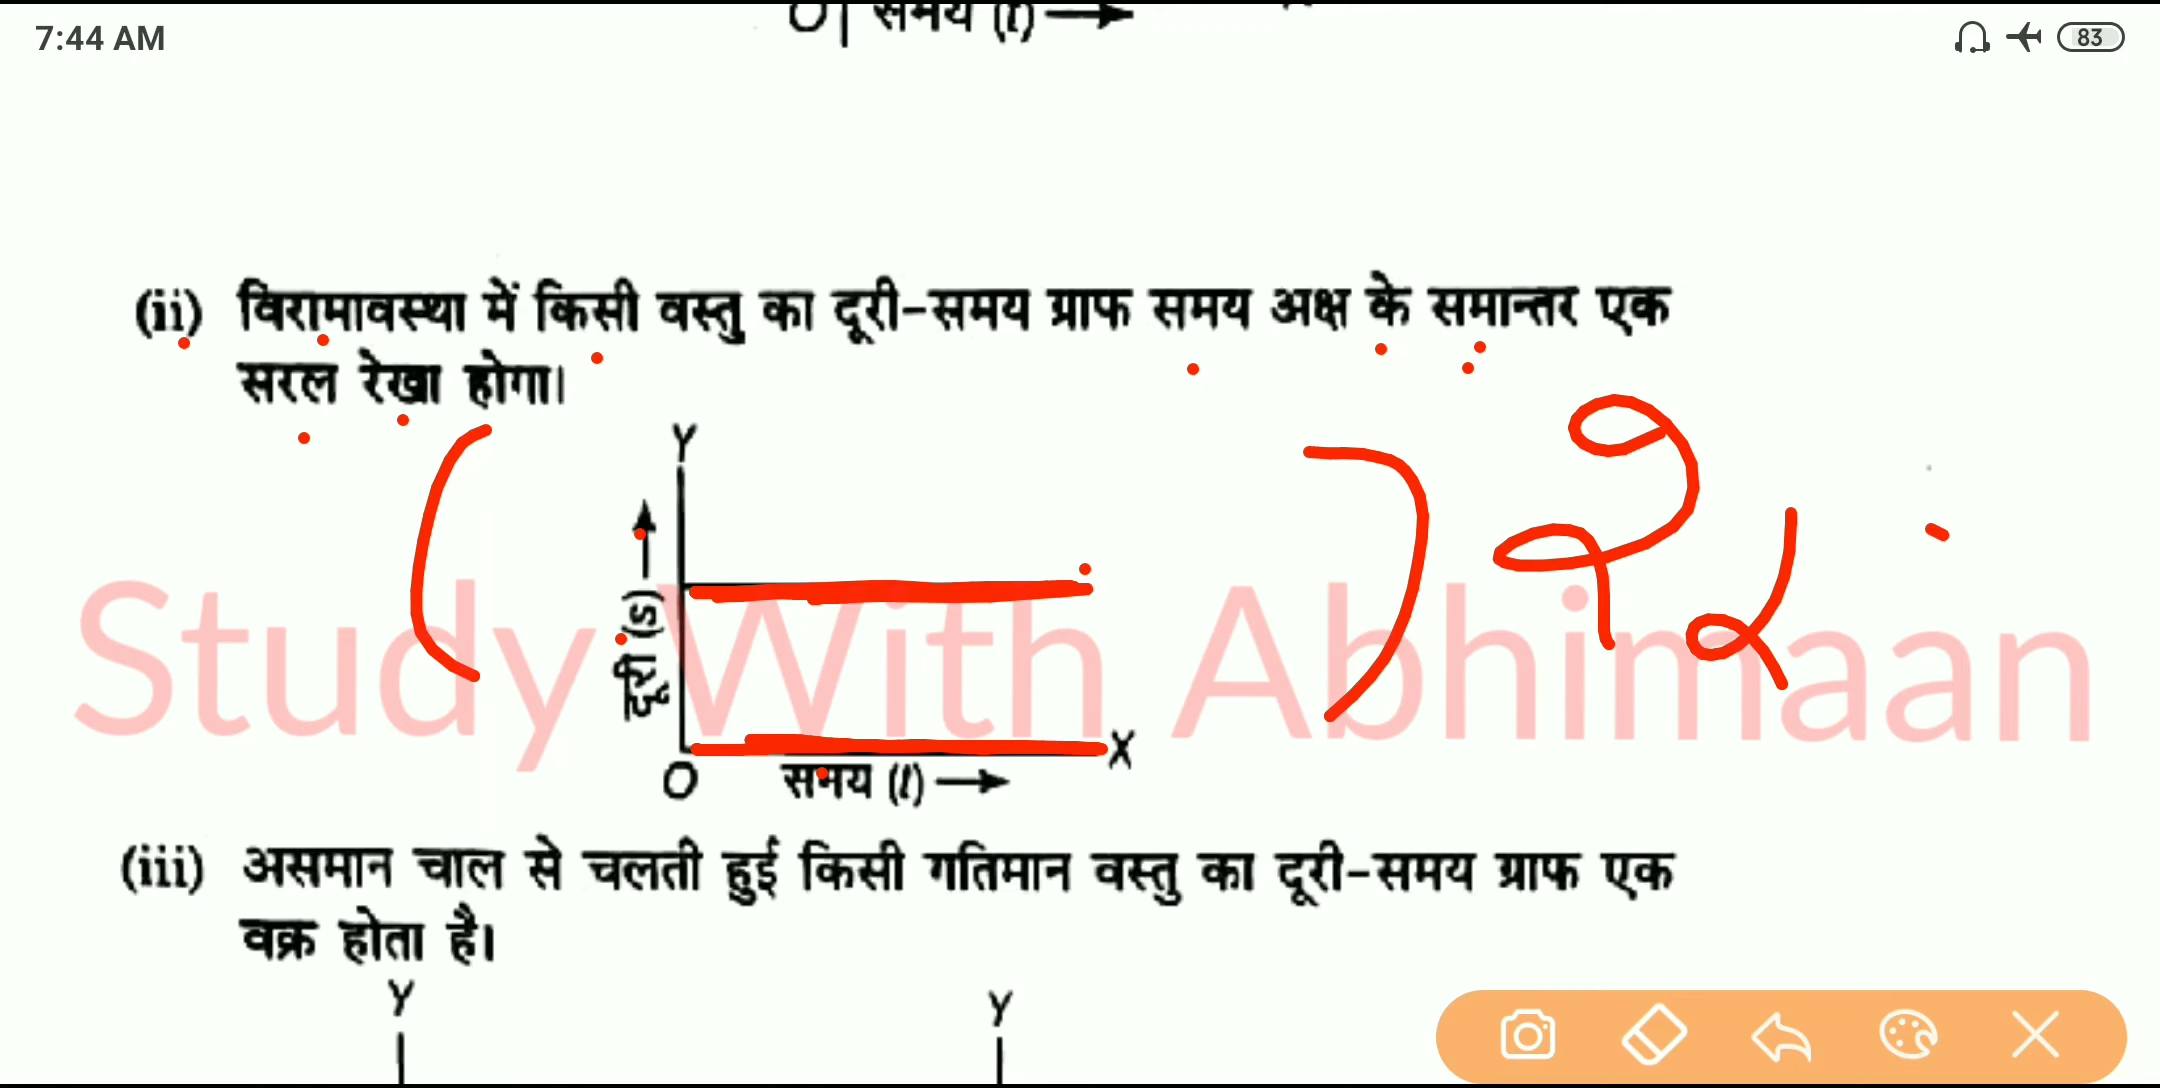 O समय (t)
7:44 AM
83
(ii) विरामावस्था में किसी वस्तु का दूरी-समय ग्राफ समय अक्ष के समान्तर एक
सरल रेखा होगा।
Y
दूरी (s)
X
O
समय (t)
Study With Abhimaan
(iii) असमान चाल से चलती हुई किसी गतिमान वस्तु का दूरी-समय ग्राफ एक
वक्र होता है।
Y Y